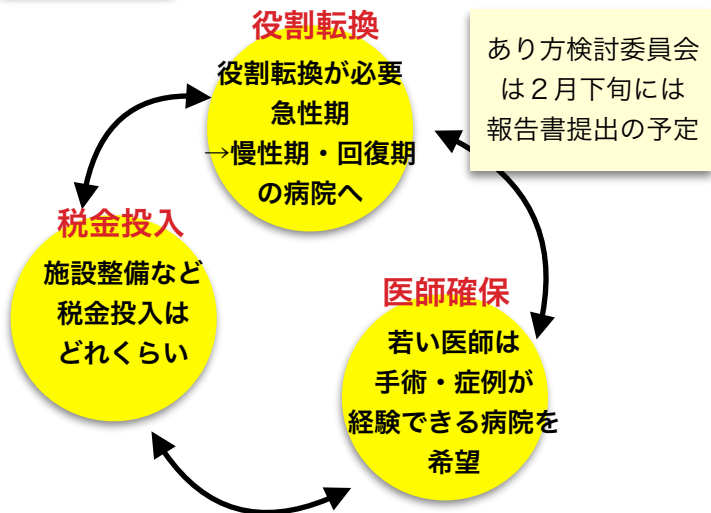 役割転換
役割転換が必要
急性期
→慢性期・回復期
の病院へ
あり方検討委員会
は２月下旬には
報告書提出の予定
税金投入
施設整備など
税金投入は
どれくらい
医師確保
若い医師は
手術・症例が
経験できる病院を
希望